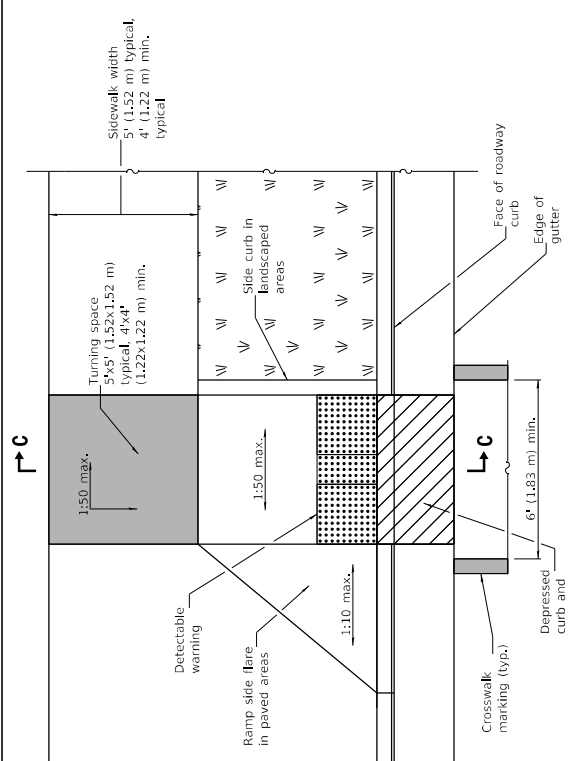 C
Turning space
5'x5' (1.52x1.52 m)
typical, 4'x4'
(1.22x1.22 m) min.
Sidewalk width
5' (1.52 m) typical,
4' (1.22 m) min.
typical
1:50 max.
Side curb in
landscaped
areas
Detectable
warning
1:50 max.
Ramp side flare
in paved areas
1:10 max.
Face of roadway
curb
Edge of
gutter
C
6' (1.83 m) min.
Crosswalk
marking (typ.)
Depressed
curb and